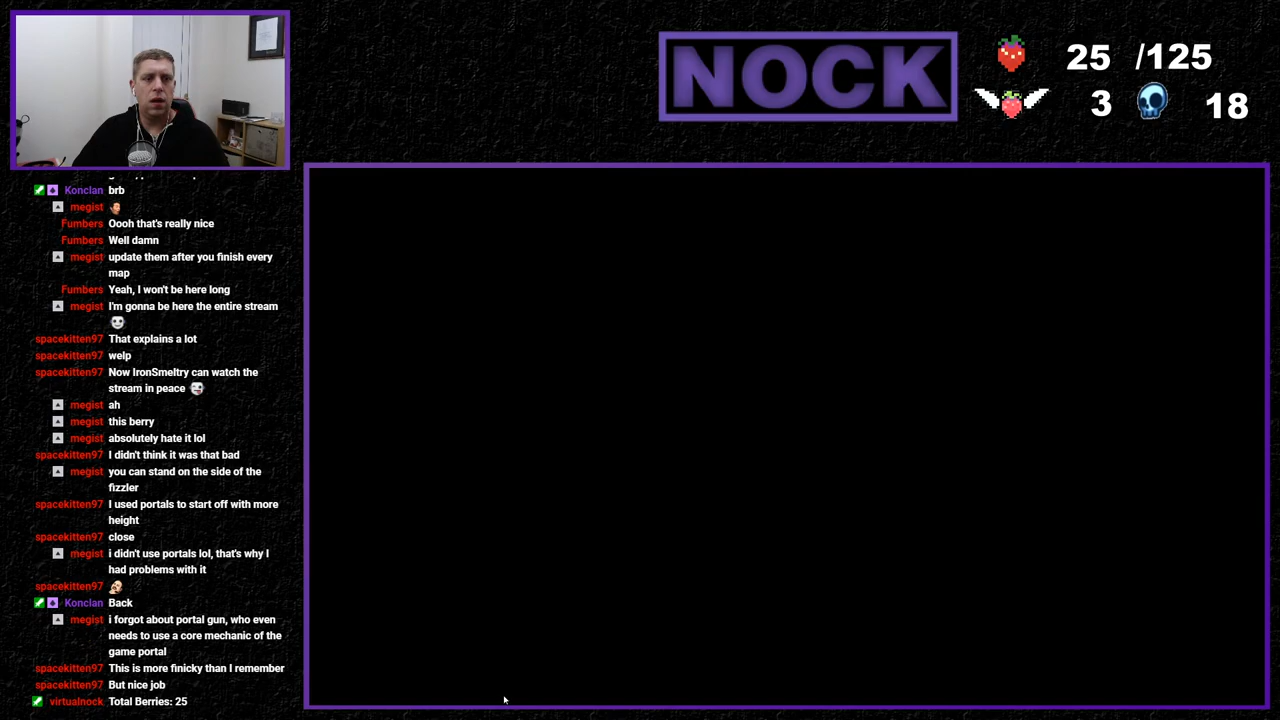 NOCK
25 /125
3 18
Konclan brb
megist
Fumbers Oooh that's really nice
Fumbers Well damn
megist update them after you finish every
map
Fumbers Yeah, I won't be here long
megist I'm gonna be here the entire stream
spacekitten97 That explains a lot
spacekitten97 welp
spacekitten97 Now IronSmeltry can watch the
stream in peace
megist ah
megist this berry
megist absolutely hate it lol
spacekitten97 I didn't think it was that bad
megist you can stand on the side of the
fizzler
spacekitten97 I used portals to start off with more
height
spacekitten97 close
megist i didn't use portals lol, that's why I
had problems with it
spacekitten97
Konclan Back
megist i forgot about portal gun, who even
needs to use a core mechanic of the
game portal
spacekitten97 This is more finicky than I remember
spacekitten97 But nice job
virtualnock Total Berries: 25